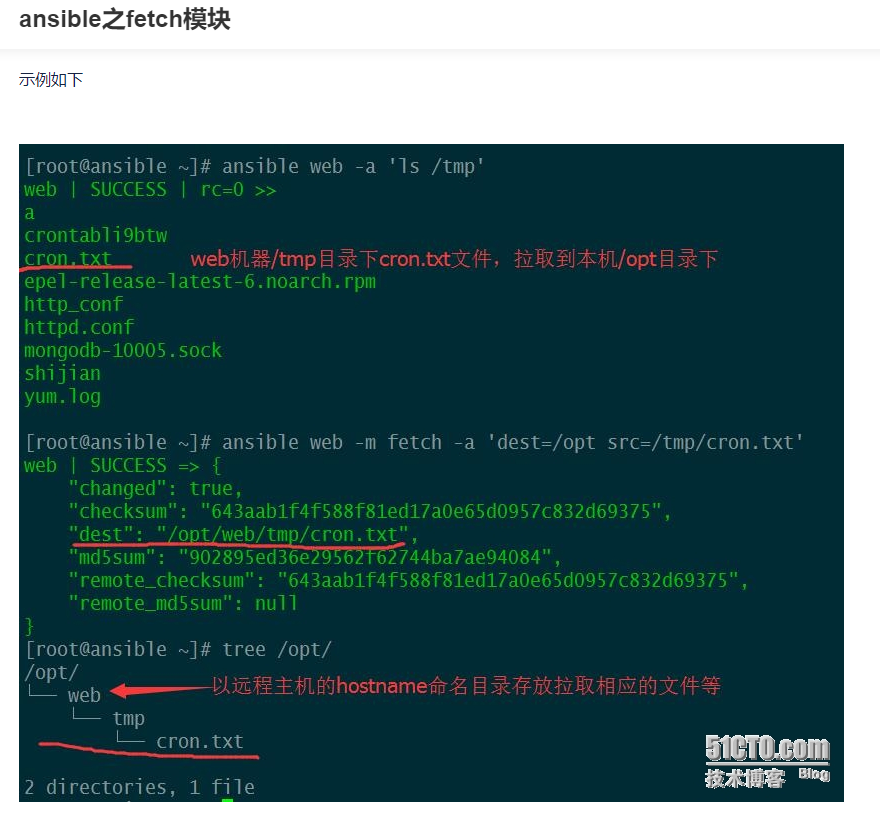 ansible之fetch模块
示例如下
[root@ansible ~]# ansible web -a 'ls /tmp'
web | SUCCESS | rc=0 >>
a
crontabli9btw
cron.txt
web机器/tmp目录下cron.txt文件，拉取到本机/opt目录下
epel-release-latest-6.noarch.rpm
http_conf
httpd.conf
mongodb-10005.sock
shijian
yum.log
[root@ansible ~]# ansible web -m fetch -a 'dest=/opt src=/tmp/cron.txt'
web | SUCCESS => {
"changed": true,
"checksum": "643aab1f4f588f81ed17a0e65d0957c832d69375",
"dest": "/opt/web/tmp/cron.txt",
"md5sum": "902895ed36e29562f62744ba7ae94084",
"remote_checksum": "643aab1f4f588f81ed17a0e65d0957c832d69375",
"remote_md5sum": null
}
[root@ansible ~]# tree /opt/
/opt/
└── web
以远程主机的hostname命名目录存放拉取相应的文件等
└── tmp
└── cron.txt
2 directories, 1 file
51CTO.com
技术博客 Blog